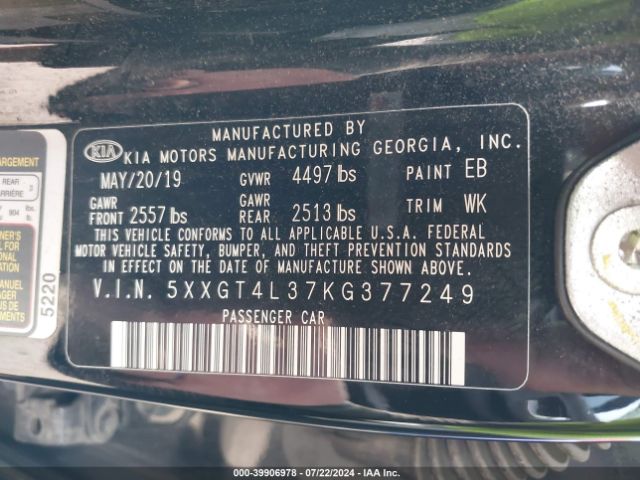 MANUFACTURED BY
KIA KIA MOTORS MANUFACTURING GEORGIA, INC.
MAY/20/19 GVWR 4497 lbs PAINT EB
GAWR FRONT 2557 lbs GAWR REAR 2513 lbs TRIM WK
THIS VEHICLE CONFORMS TO ALL APPLICABLE U.S.A. FEDERAL
MOTOR VEHICLE SAFETY, BUMPER, AND THEFT PREVENTION STANDARDS
IN EFFECT ON THE DATE OF MANUFACTURE SHOWN ABOVE.
V.I.N. 5XXGT4L37KG377249
PASSENGER CAR
5220
REAR
904 lbs.
000-39906978 - 07/22/2024 - IAA Inc.